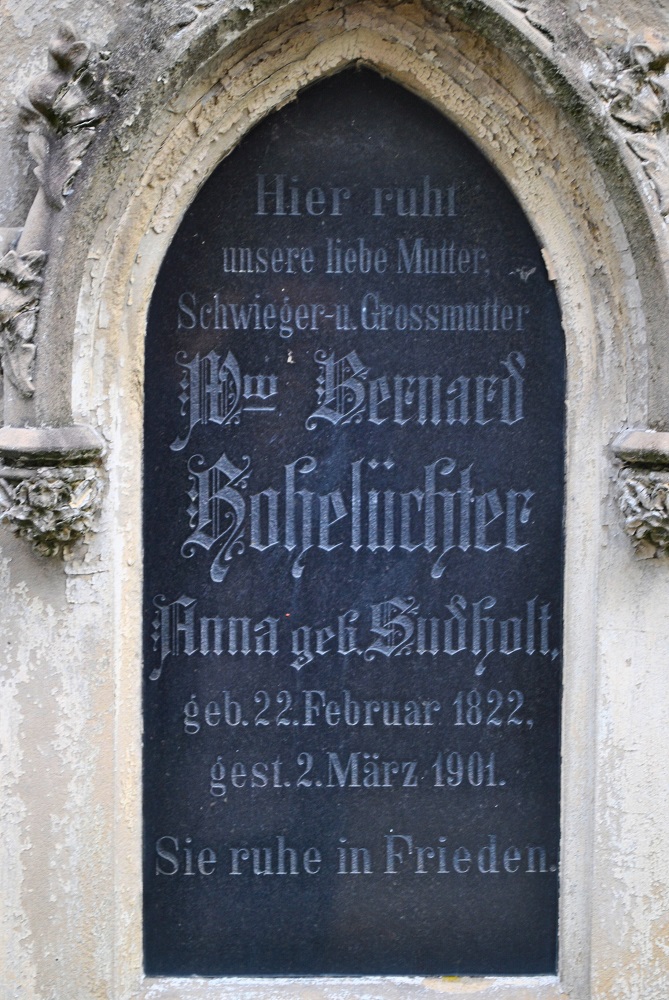 Hier ruht
unsere liebe Mutter,
Schwieger- u. Grossmutter
Ww Bernard
Hohelüchter
Anna geb. Sudholt,
geb. 22. Februar 1822,
gest. 2. März 1901.
Sie ruhe in Frieden.